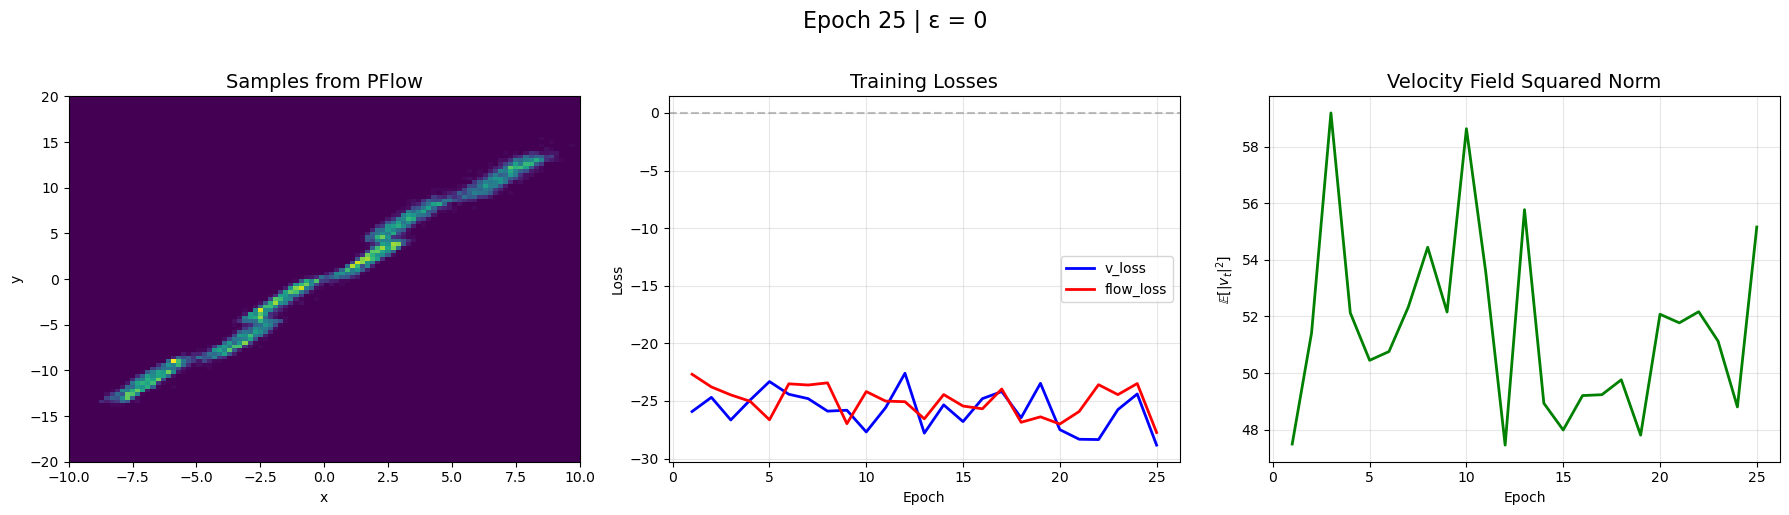 Epoch 25 | ε = 0
Samples from PFlow
20
15
10
5
0
−5
−10
−15
−20
y
−10.0 −7.5 −5.0 −2.5 0.0 2.5 5.0 7.5 10.0
x
Training Losses
0
−5
−10
−15
−20
−25
−30
Loss
v_loss
flow_loss
0 5 10 15 20 25
Epoch
Velocity Field Squared Norm
58
56
54
52
50
48
𝔼[|v_t|²]
0 5 10 15 20 25
Epoch